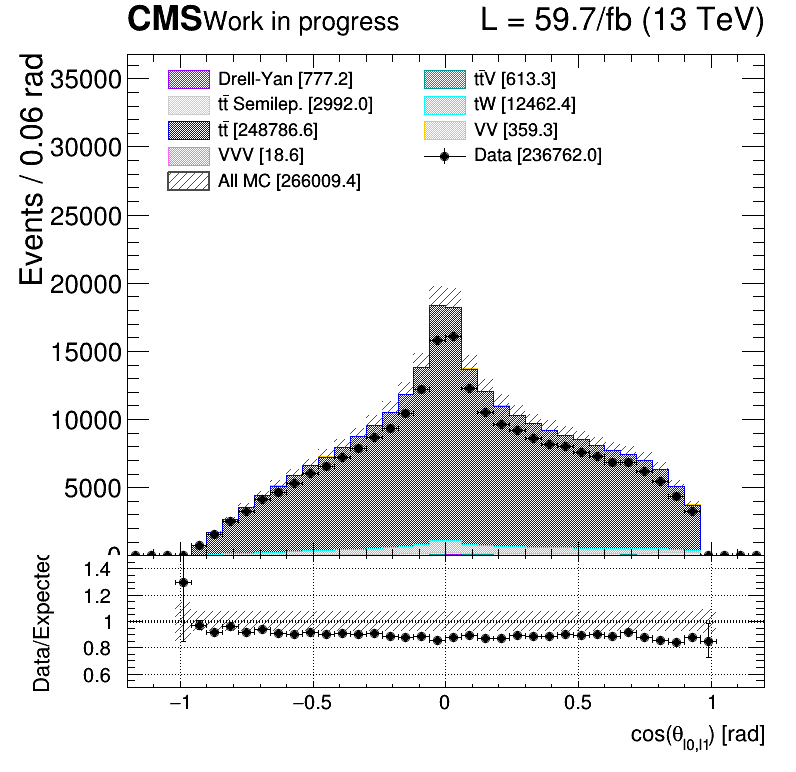 CMS Work in progress L = 59.7/fb (13 TeV)
Events / 0.06 rad
35000
30000
25000
20000
15000
10000
5000
0
Drell-Yan [777.2]
tt̄ Semilep. [2992.0]
tt̄ [248786.6]
VVV [18.6]
All MC [266009.4]
tt̄V [613.3]
tW [12462.4]
VV [359.3]
Data [236762.0]
Data/Expected
1.4
1.2
1
0.8
0.6
−1 −0.5 0 0.5 1
cos(θl0,l1) [rad]